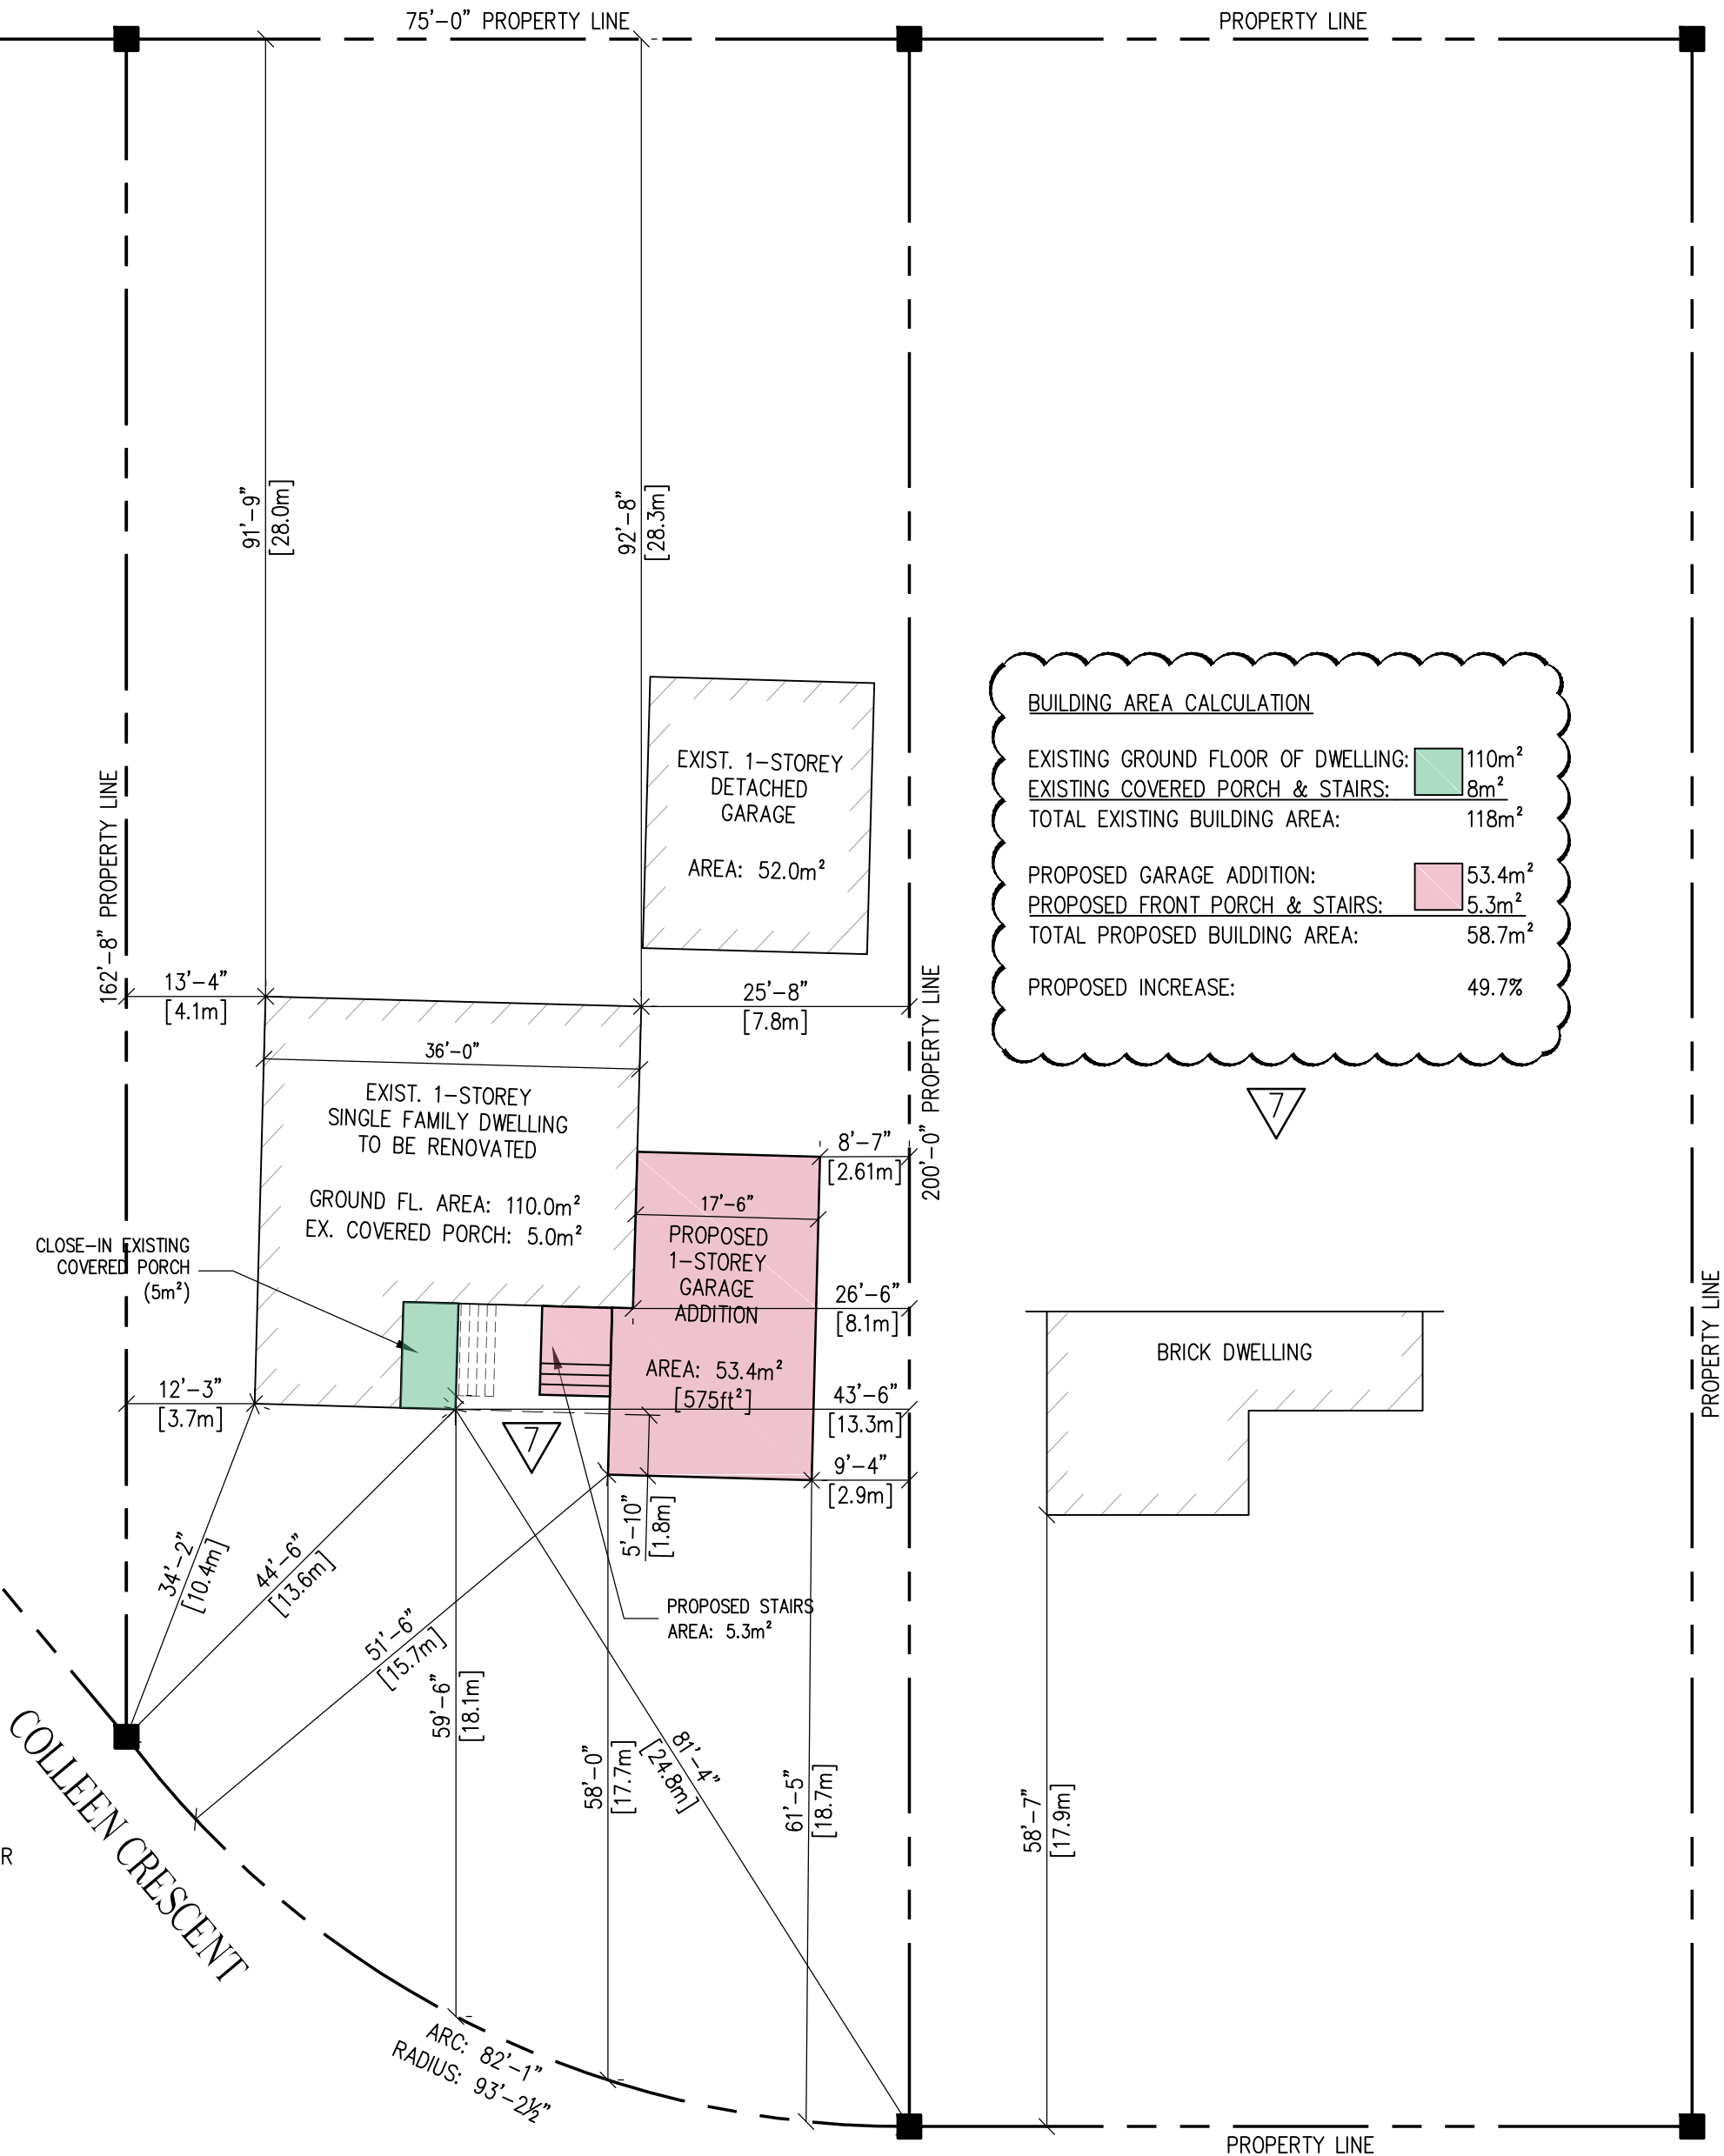 75'-0" PROPERTY LINE
PROPERTY LINE
91'-9"
[28.0m]
92'-8"
[28.3m]
162'-8" PROPERTY LINE
EXIST. 1-STOREY
DETACHED
GARAGE
AREA: 52.0m²
BUILDING AREA CALCULATION
EXISTING GROUND FLOOR OF DWELLING: 110m²
EXISTING COVERED PORCH & STAIRS: 8m²
TOTAL EXISTING BUILDING AREA: 118m²
PROPOSED GARAGE ADDITION: 53.4m²
PROPOSED FRONT PORCH & STAIRS: 5.3m²
TOTAL PROPOSED BUILDING AREA: 58.7m²
PROPOSED INCREASE: 49.7%
7
13'-4"
[4.1m]
25'-8"
[7.8m]
200'-0" PROPERTY LINE
36'-0"
EXIST. 1-STOREY
SINGLE FAMILY DWELLING
TO BE RENOVATED
GROUND FL. AREA: 110.0m²
EX. COVERED PORCH: 5.0m²
8'-7"
[2.61m]
17'-6"
PROPOSED
1-STOREY
GARAGE
ADDITION
AREA: 53.4m²
[575ft²]
CLOSE-IN EXISTING
COVERED PORCH
(5m²)
26'-6"
[8.1m]
43'-6"
[13.3m]
9'-4"
[2.9m]
12'-3"
[3.7m]
7
5'-10"
[1.8m]
BRICK DWELLING
PROPERTY LINE
34'-2"
[10.4m]
44'-6"
[13.6m]
51'-6"
[15.7m]
59'-6"
[18.1m]
PROPOSED STAIRS
AREA: 5.3m²
58'-0"
[17.7m]
81'-4"
[24.8m]
61'-5"
[18.7m]
58'-7"
[17.9m]
COLLEEN CRESCENT
R
ARC: 82'-1"
RADIUS: 93'-2½"
PROPERTY LINE